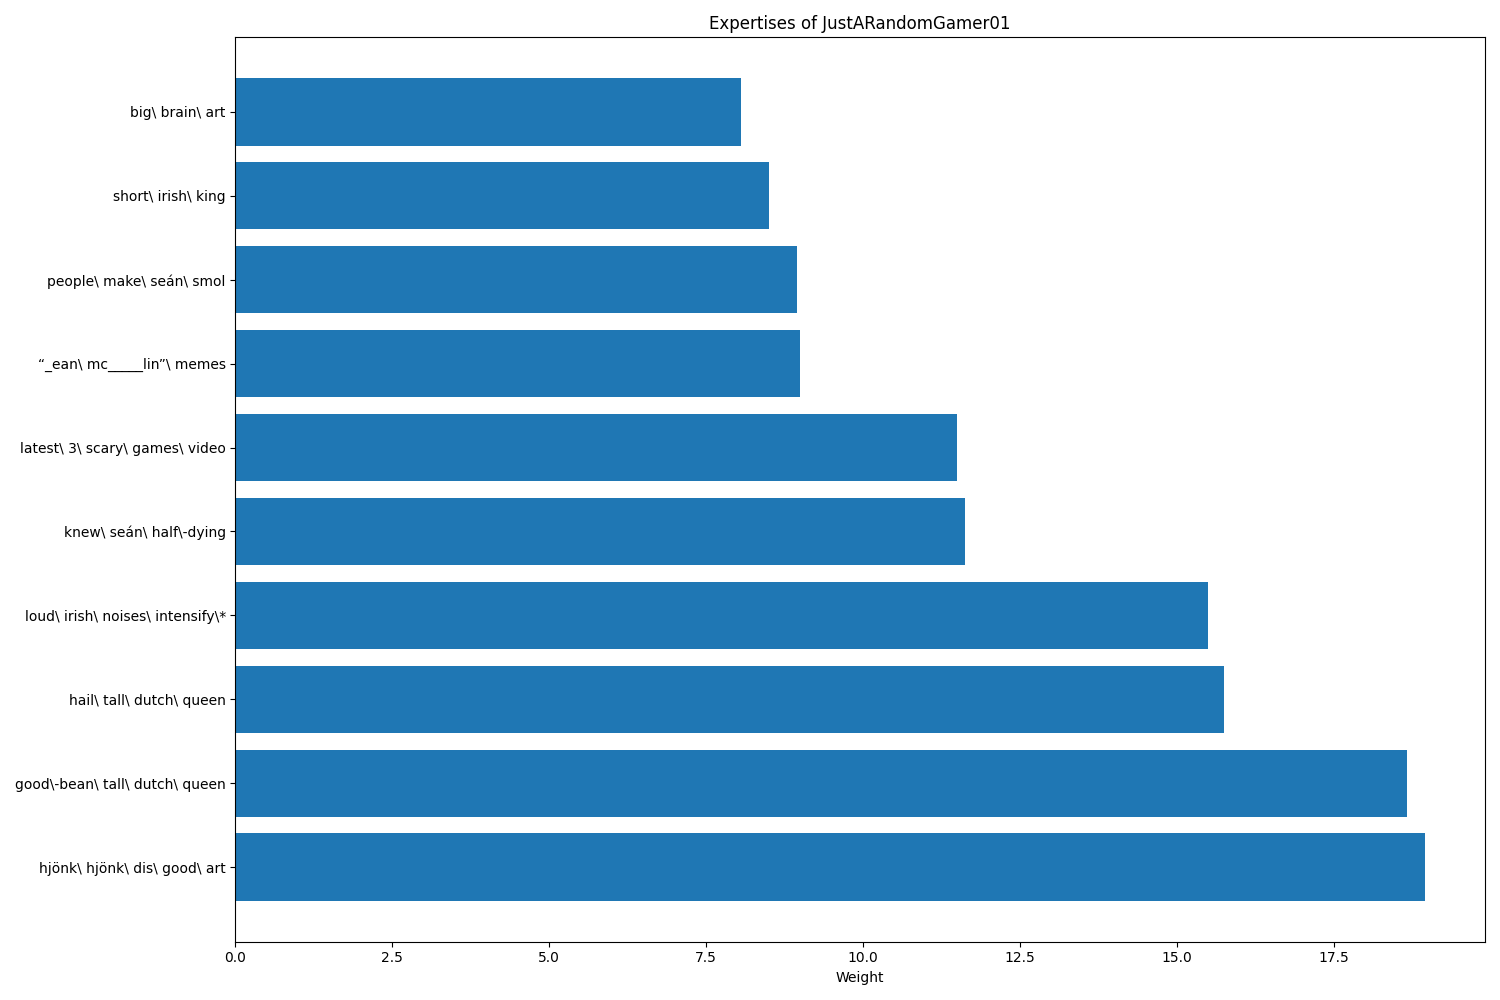 Expertises of JustARandomGamer01
big\ brain\ art
short\ irish\ king
people\ make\ seán\ smol
“_ean\ mc_____lin”\ memes
latest\ 3\ scary\ games\ video
knew\ seán\ half\-dying
loud\ irish\ noises\ intensify\*
hail\ tall\ dutch\ queen
good\-bean\ tall\ dutch\ queen
hjönk\ hjönk\ dis\ good\ art
0.0 2.5 5.0 7.5 10.0 12.5 15.0 17.5
Weight